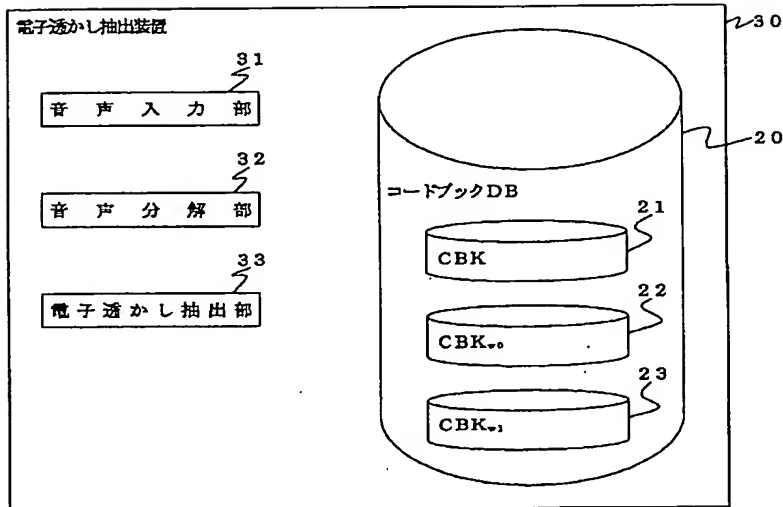 電子透かし抽出装置
30
31
音声入力部
32
音声分解部
33
電子透かし抽出部
20
コードブックDB
21
CBK
22
CBKw0
23
CBKw1